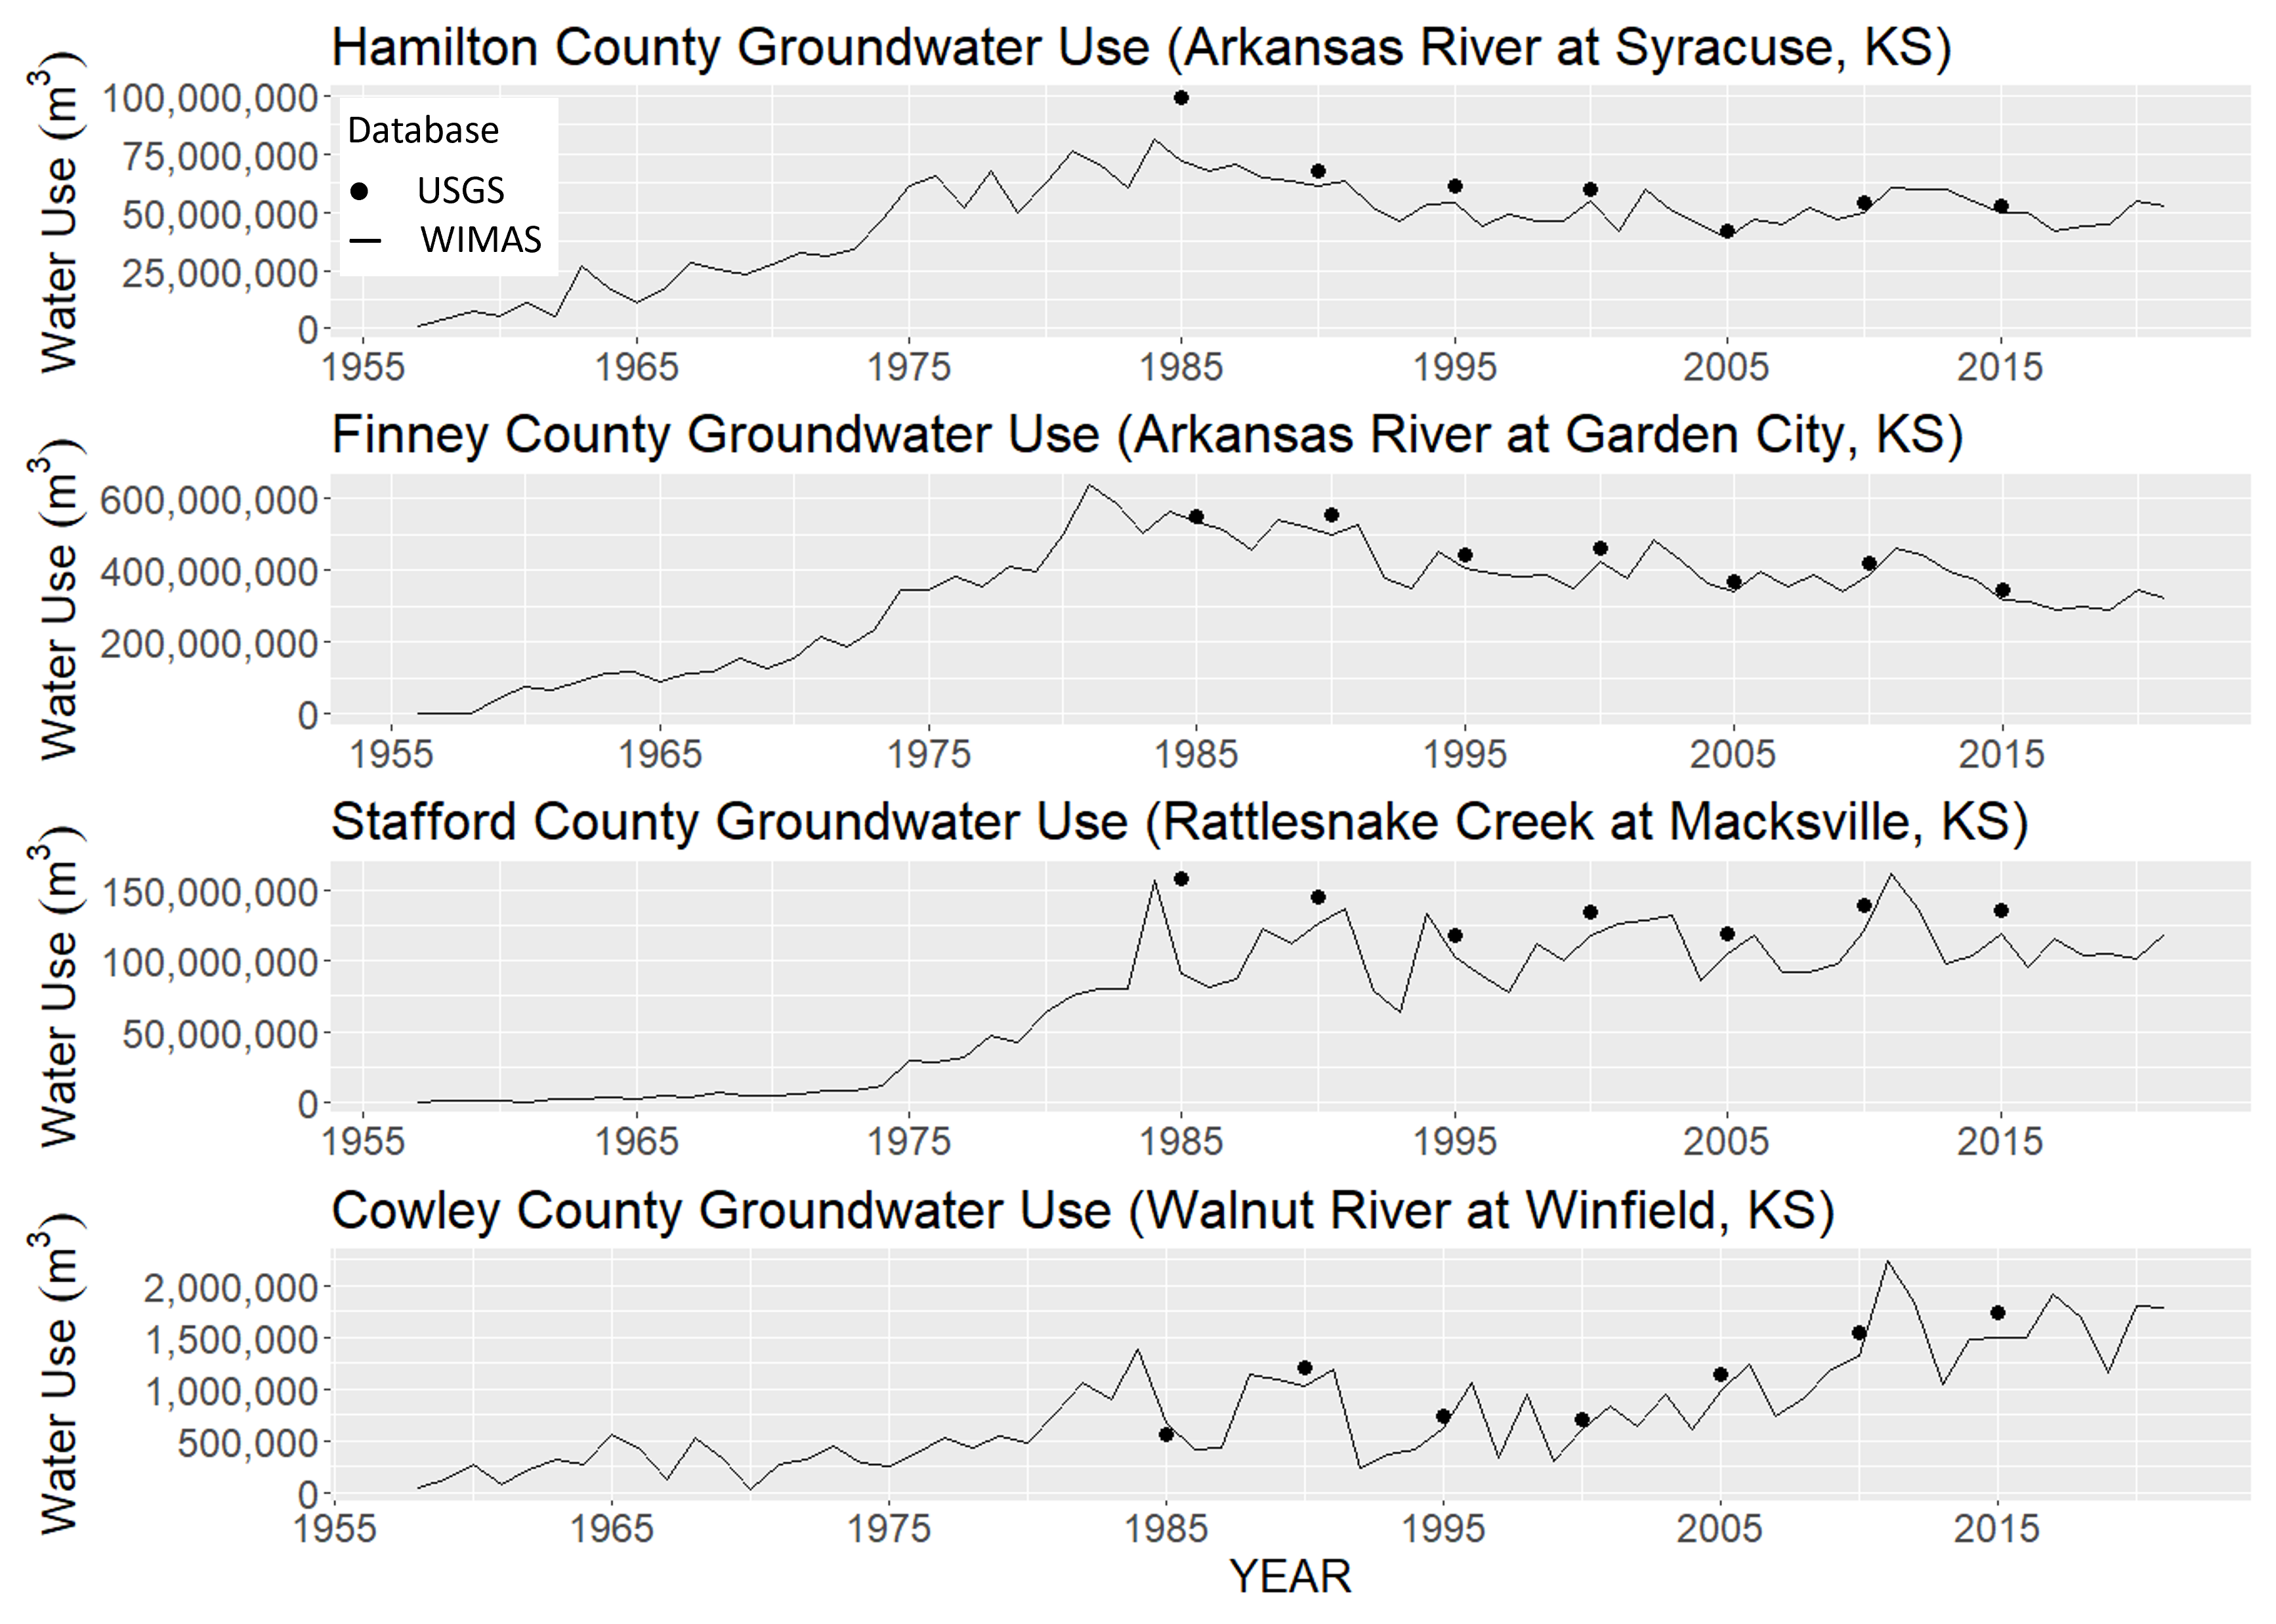 Hamilton County Groundwater Use (Arkansas River at Syracuse, KS)
Water Use (m³)
100,000,000
75,000,000
50,000,000
25,000,000
0
Database
USGS
WIMAS
1955 1965 1975 1985 1995 2005 2015
Finney County Groundwater Use (Arkansas River at Garden City, KS)
Water Use (m³)
600,000,000
400,000,000
200,000,000
0
1955 1965 1975 1985 1995 2005 2015
Stafford County Groundwater Use (Rattlesnake Creek at Macksville, KS)
Water Use (m³)
150,000,000
100,000,000
50,000,000
0
1955 1965 1975 1985 1995 2005 2015
Cowley County Groundwater Use (Walnut River at Winfield, KS)
Water Use (m³)
2,000,000
1,500,000
1,000,000
500,000
0
1955 1965 1975 1985 1995 2005 2015
YEAR